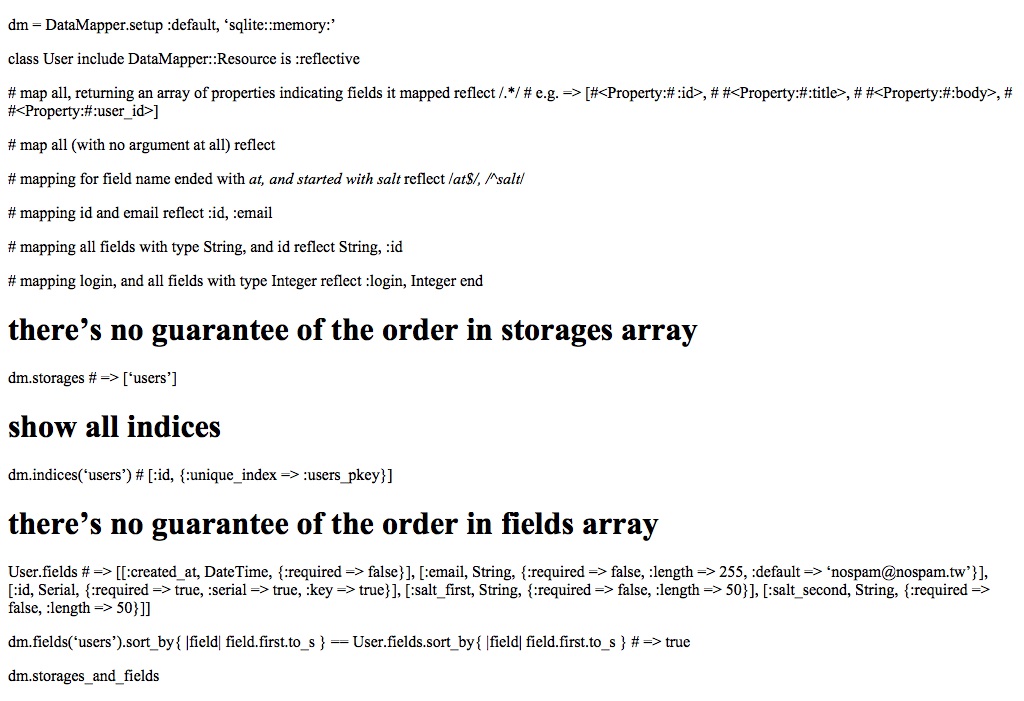 dm = DataMapper.setup :default, ‘sqlite::memory:’
class User include DataMapper::Resource is :reflective
# map all, returning an array of properties indicating fields it mapped reflect /.*/ # e.g. => [#<Property:# :id>, # #<Property:#:title>, # #<Property:#:body>, #
#<Property:#:user_id>]
# map all (with no argument at all) reflect
# mapping for field name ended with at, and started with salt reflect /at$/, /^salt/
# mapping id and email reflect :id, :email
# mapping all fields with type String, and id reflect String, :id
# mapping login, and all fields with type Integer reflect :login, Integer end
there’s no guarantee of the order in storages array
dm.storages # => [‘users’]
show all indices
dm.indices(‘users’) # [:id, {:unique_index => :users_pkey}]
there’s no guarantee of the order in fields array
User.fields # => [[:created_at, DateTime, {:required => false}], [:email, String, {:required => false, :length => 255, :default => ‘nospam@nospam.tw’}],
[:id, Serial, {:required => true, :serial => true, :key => true}], [:salt_first, String, {:required => false, :length => 50}], [:salt_second, String, {:required =>
false, :length => 50}]]
dm.fields(‘users’).sort_by{ |field| field.first.to_s } == User.fields.sort_by{ |field| field.first.to_s } # => true
dm.storages_and_fields